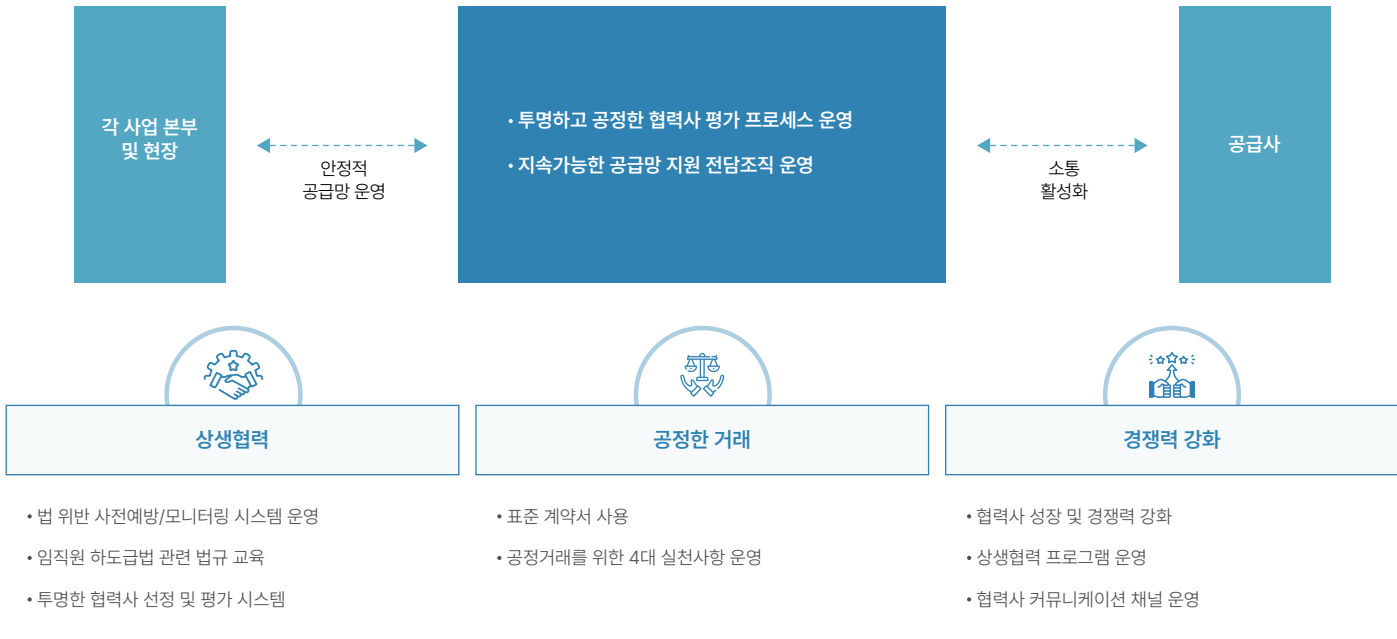 각 사업 본부
및 현장
안정적
공급망 운영
• 투명하고 공정한 협력사 평가 프로세스 운영
• 지속가능한 공급망 지원 전담조직 운영
소통
활성화
공급사
상생협력
• 법 위반 사전예방/모니터링 시스템 운영
• 임직원 하도급법 관련 법규 교육
• 투명한 협력사 선정 및 평가 시스템
공정한 거래
• 표준 계약서 사용
• 공정거래를 위한 4대 실천사항 운영
경쟁력 강화
• 협력사 성장 및 경쟁력 강화
• 상생협력 프로그램 운영
• 협력사 커뮤니케이션 채널 운영